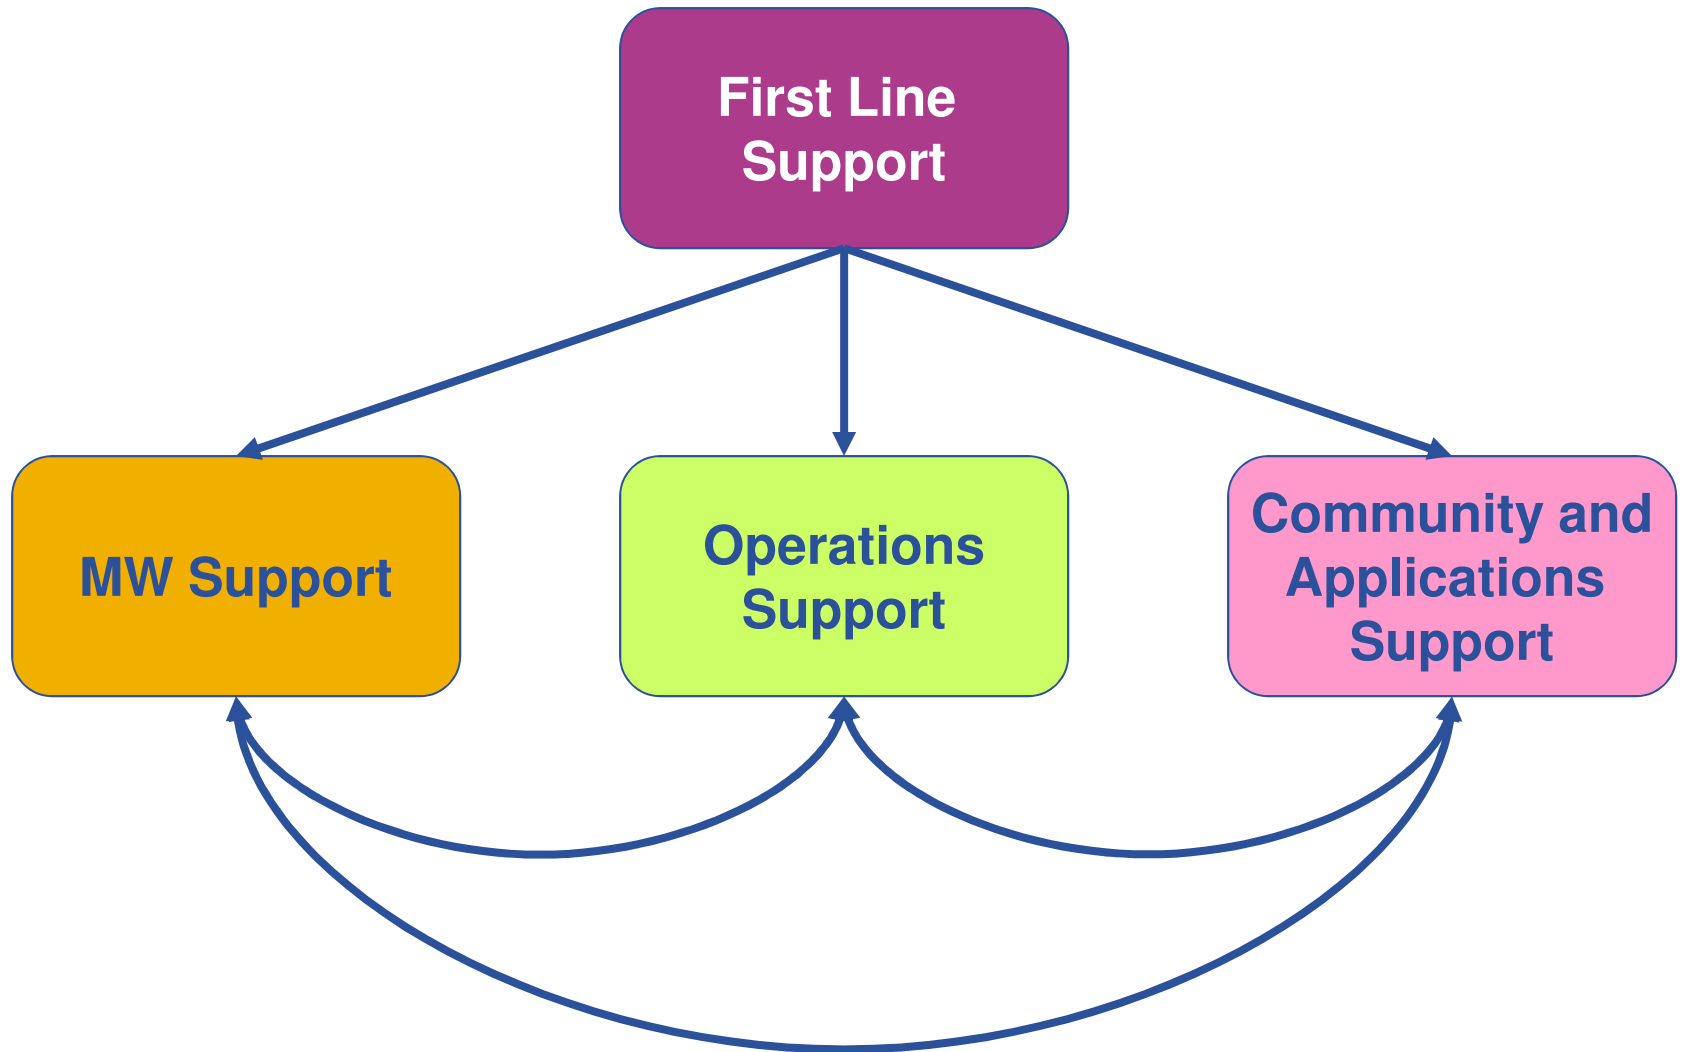 First Line
Support
MW Support
Operations
Support
Community and
Applications
Support